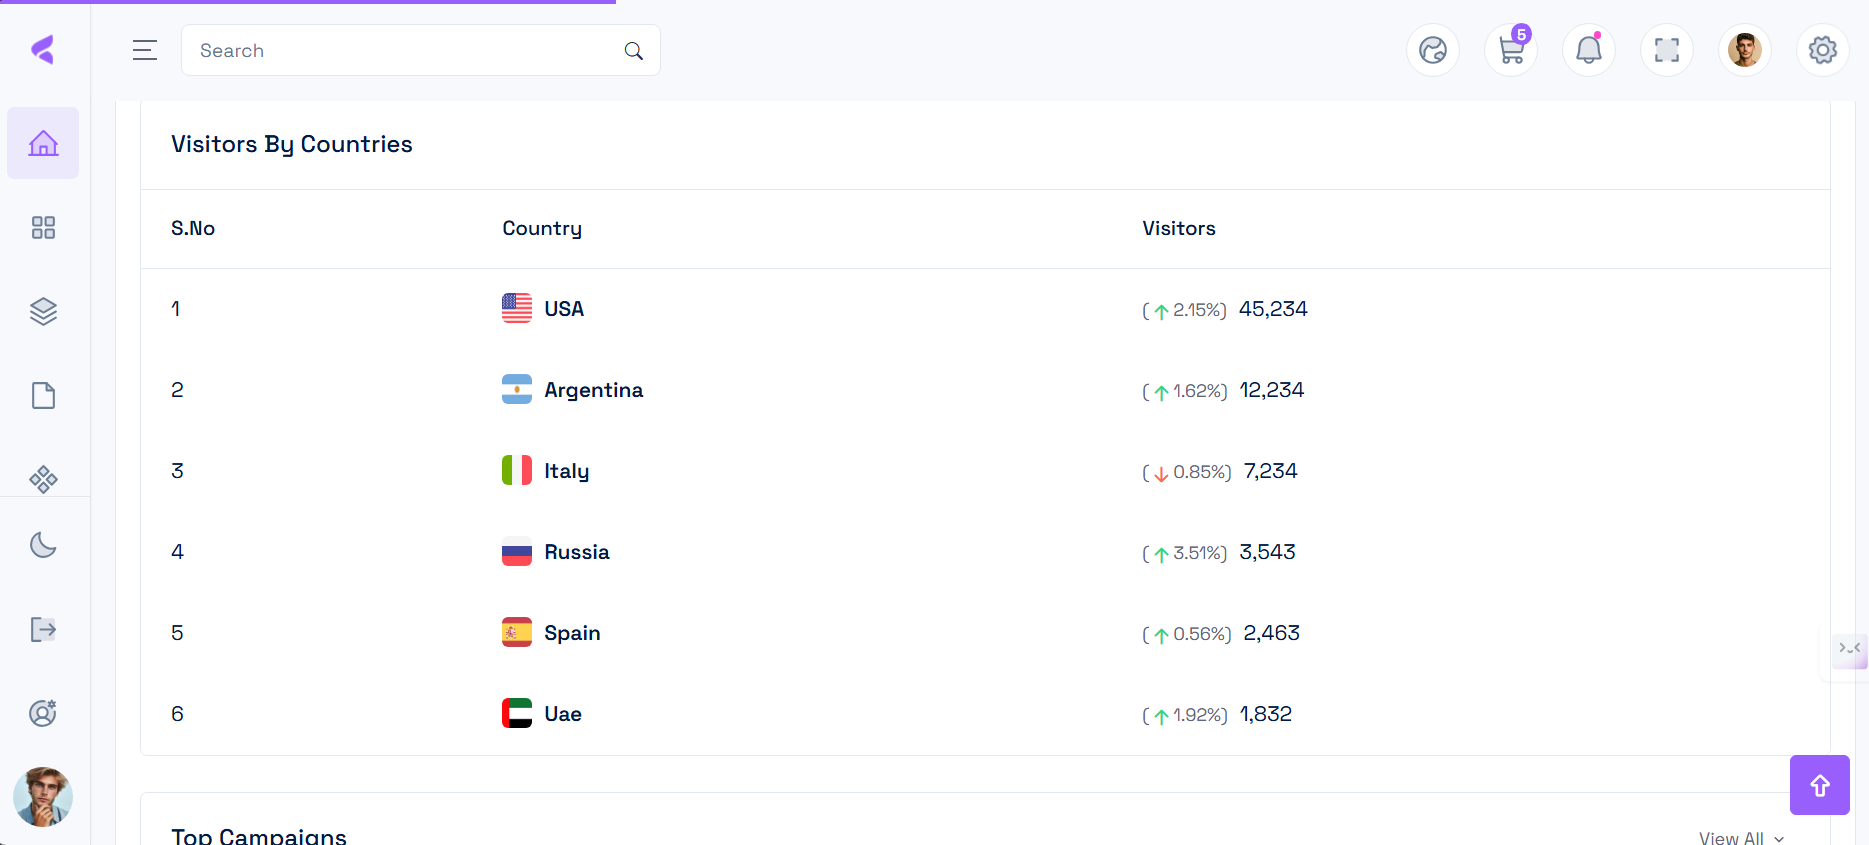 Search
5
Visitors By Countries
S.No Country Visitors
1 USA (↑ 2.15%) 45,234
2 Argentina (↑ 1.62%) 12,234
3 Italy (↓ 0.85%) 7,234
4 Russia (↑ 3.51%) 3,543
5 Spain (↑ 0.56%) 2,463
6 Uae (↑ 1.92%) 1,832
Top Campaigns View All